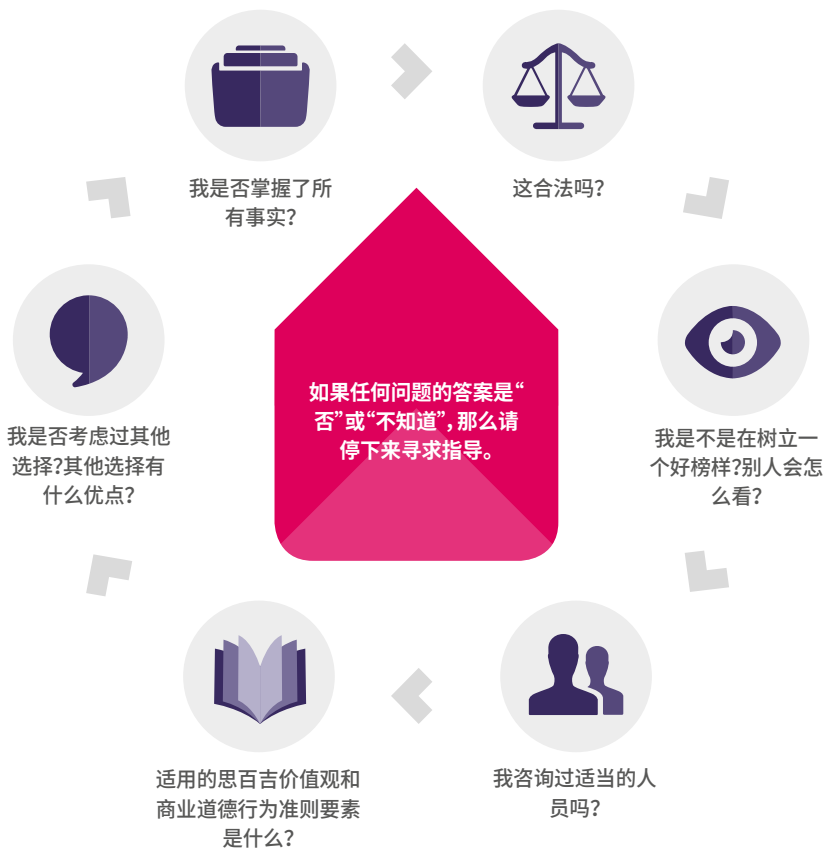 我是否掌握了所
有事实?
这合法吗?
我是不是在树立一
个好榜样?别人会怎
么看?
我咨询过适当的人
员吗?
适用的思百吉价值观和
商业道德行为准则要素
是什么?
我是否考虑过其他
选择?其他选择有
什么优点?
如果任何问题的答案是“
否”或“不知道”,那么请
停下来寻求指导。